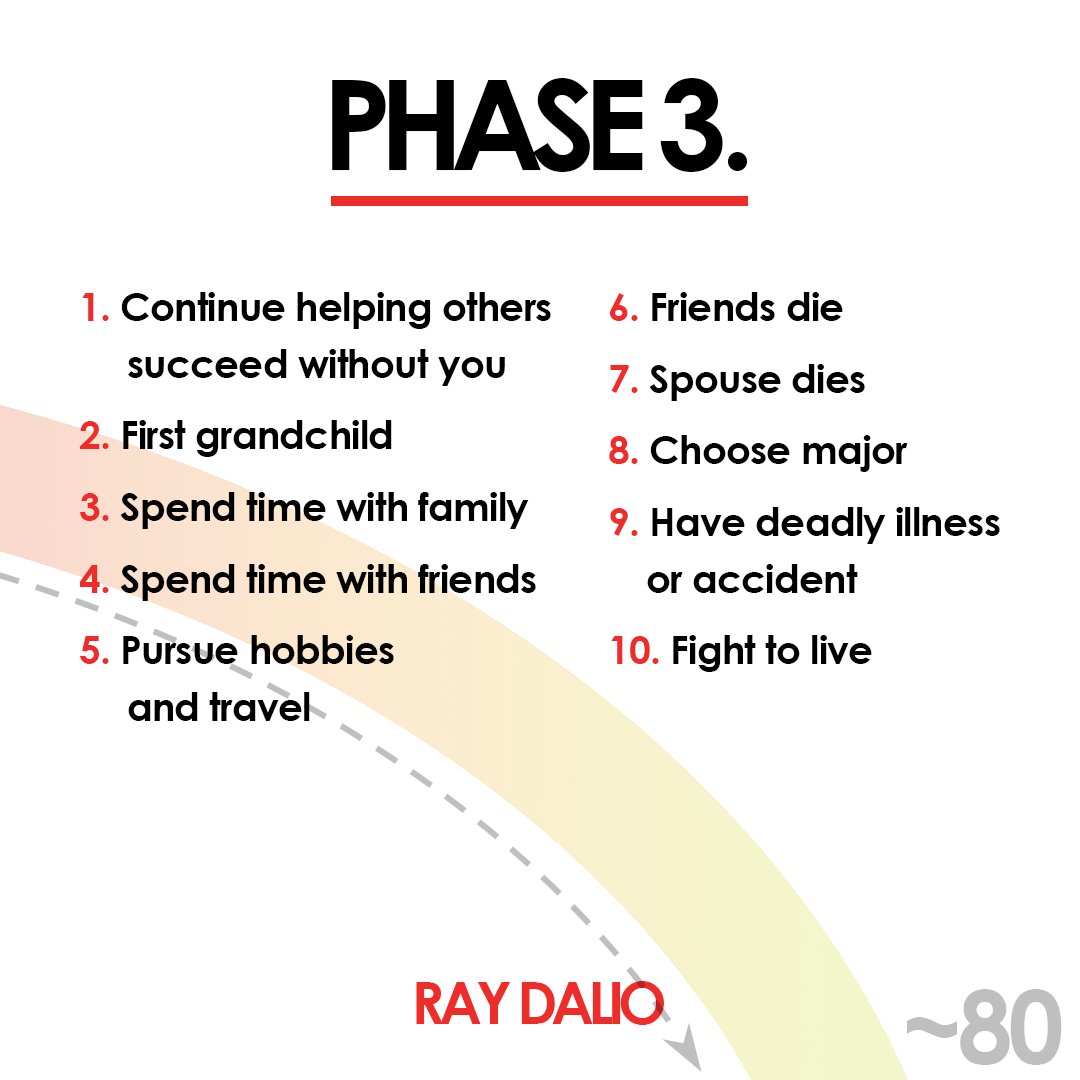 PHASE 3.
1. Continue helping others
succeed without you
2. First grandchild
3. Spend time with family
4. Spend time with friends
5. Pursue hobbies
and travel
6. Friends die
7. Spouse dies
8. Choose major
9. Have deadly illness
or accident
10. Fight to live
RAY DALIO
~80